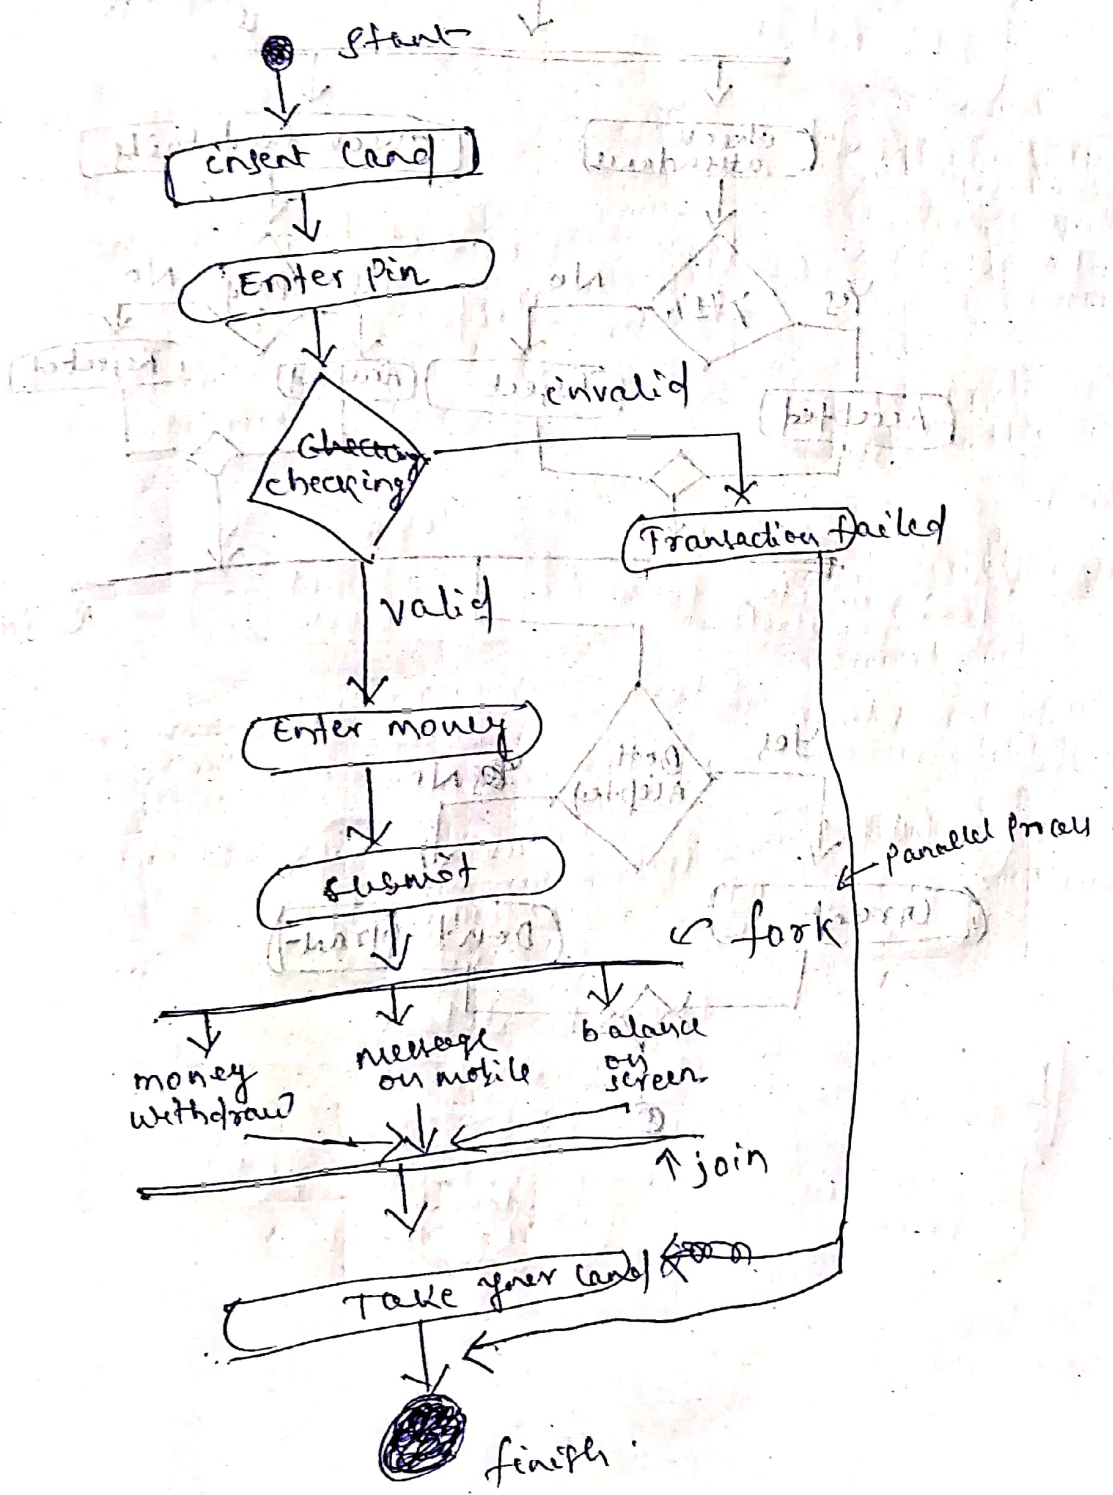 start
insert Card
Enter Pin
invalid
checking
Transaction failed
valid
Enter money
submit
parallel Process
fork
money
withdraw
message
on mobile
balance
on
screen
join
Take your card
finish